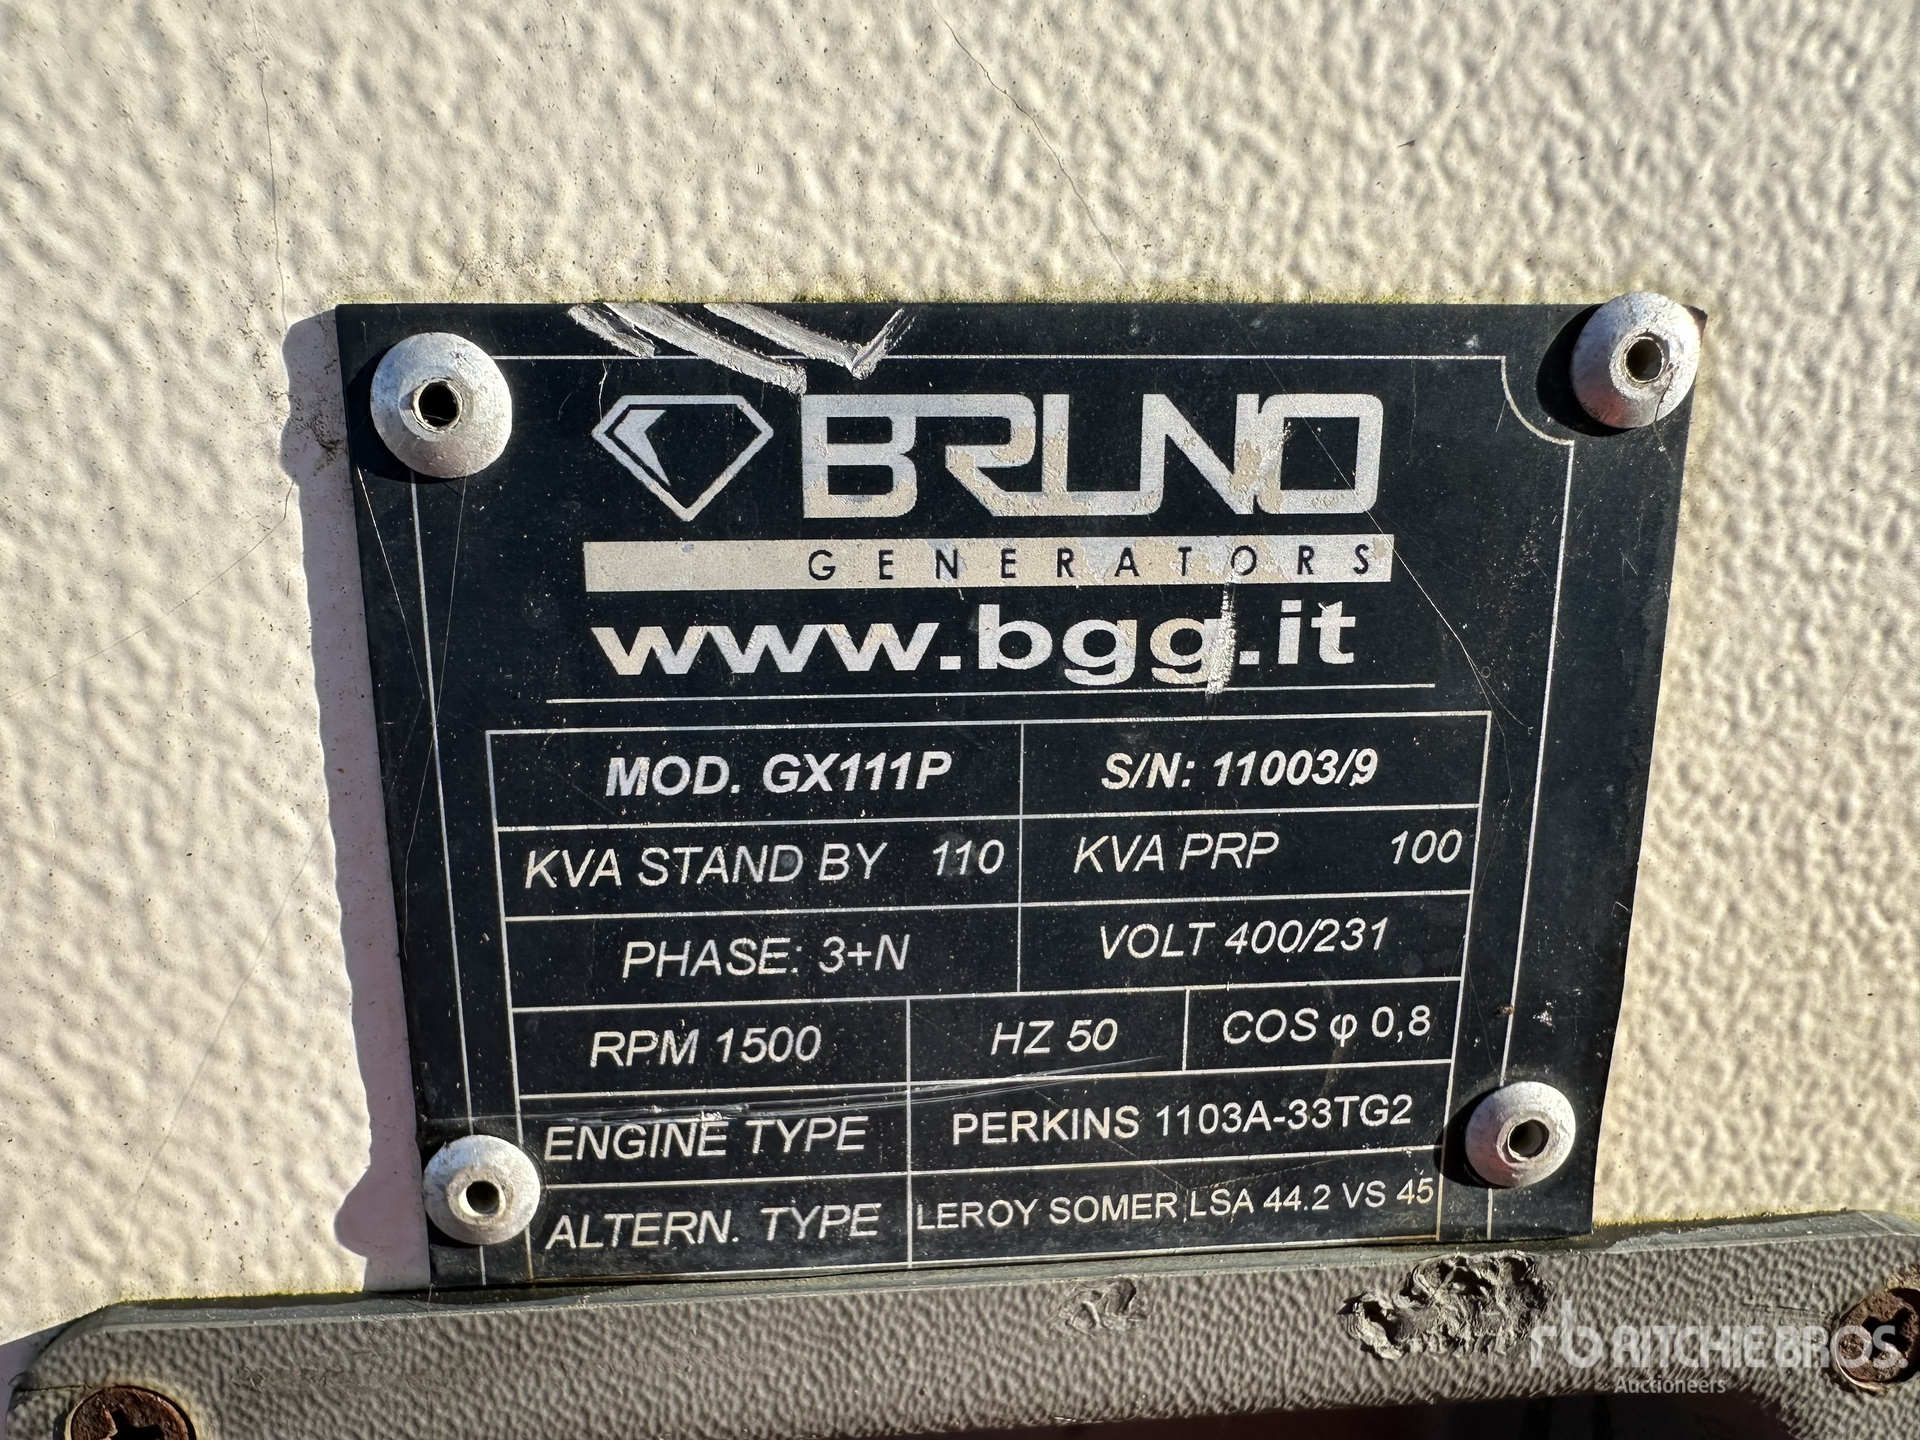 BRUNO
GENERATORS
www.bgg.it
MOD. GX111P S/N: 11003/9
KVA STAND BY 110 KVA PRP 100
PHASE: 3+N VOLT 400/231
RPM 1500 HZ 50 COS φ 0,8
ENGINE TYPE PERKINS 1103A-33TG2
ALTERN. TYPE LEROY SOMER LSA 44.2 VS 45
rb RITCHIE BROS.
Auctioneers